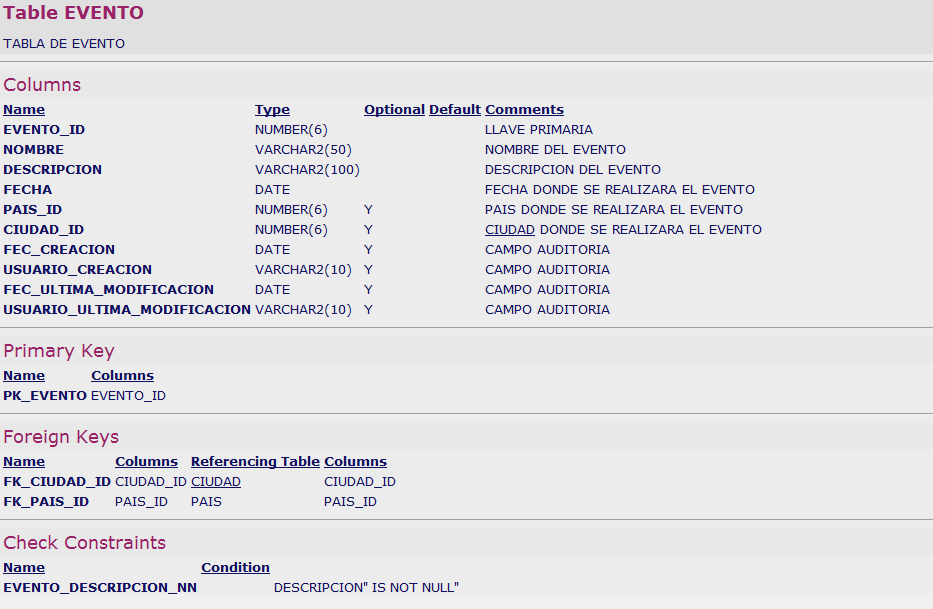 Table EVENTO
TABLA DE EVENTO
Columns
Name Type Optional Default Comments
EVENTO_ID NUMBER(6) LLAVE PRIMARIA
NOMBRE VARCHAR2(50) NOMBRE DEL EVENTO
DESCRIPCION VARCHAR2(100) DESCRIPCION DEL EVENTO
FECHA DATE FECHA DONDE SE REALIZARA EL EVENTO
PAIS_ID NUMBER(6) Y PAIS DONDE SE REALIZARA EL EVENTO
CIUDAD_ID NUMBER(6) Y CIUDAD DONDE SE REALIZARA EL EVENTO
FEC_CREACION DATE Y CAMPO AUDITORIA
USUARIO_CREACION VARCHAR2(10) Y CAMPO AUDITORIA
FEC_ULTIMA_MODIFICACION DATE Y CAMPO AUDITORIA
USUARIO_ULTIMA_MODIFICACION VARCHAR2(10) Y CAMPO AUDITORIA
Primary Key
Name Columns
PK_EVENTO EVENTO_ID
Foreign Keys
Name Columns Referencing Table Columns
FK_CIUDAD_ID CIUDAD_ID CIUDAD CIUDAD_ID
FK_PAIS_ID PAIS_ID PAIS PAIS_ID
Check Constraints
Name Condition
EVENTO_DESCRIPCION_NN DESCRIPCION" IS NOT NULL"